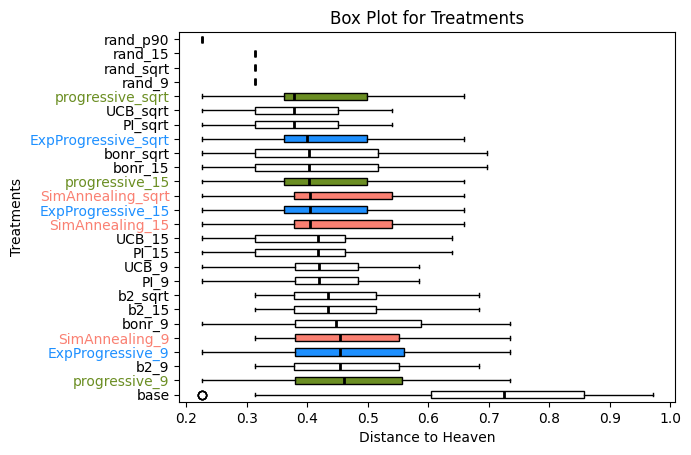 Box Plot for Treatments
rand_p90
rand_15
rand_sqrt
rand_9
progressive_sqrt
UCB_sqrt
PI_sqrt
ExpProgressive_sqrt
bonr_sqrt
bonr_15
progressive_15
SimAnnealing_sqrt
ExpProgressive_15
SimAnnealing_15
UCB_15
PI_15
UCB_9
PI_9
b2_sqrt
b2_15
bonr_9
SimAnnealing_9
ExpProgressive_9
b2_9
progressive_9
base
Treatments
0.2 0.3 0.4 0.5 0.6 0.7 0.8 0.9 1.0
Distance to Heaven